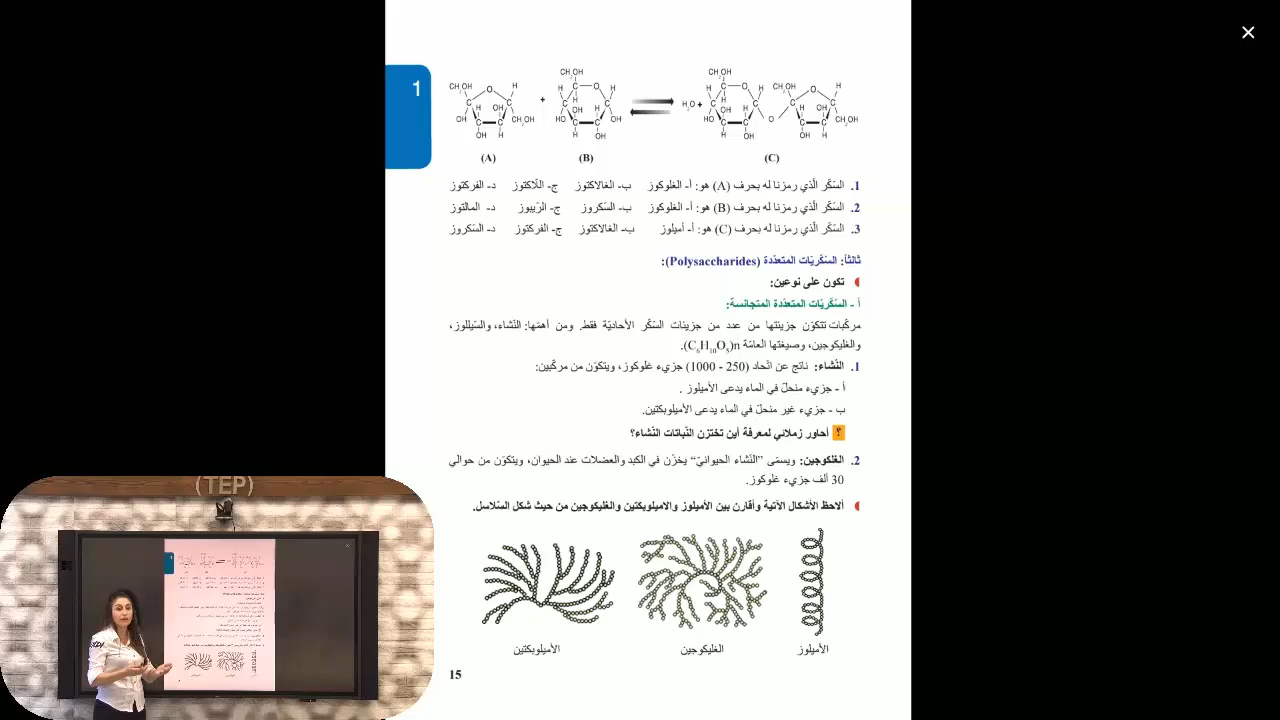 1
(A)
(B)
(C)
1. السّكّر الّذي رمزنا له بحرف (A) هو: أ- الغلوكوز ب- الغالاكتوز ج- اللّاكتوز د- الفركتوز
2. السّكر الّذي رمزنا له بحرف (B) هو: أ- الغلوكوز ب- السّكروز ج- الرّيبوز د- المالتوز
3. السّكّر الّذي رمزنا له بحرف (C) هو: أ- أميلوز ب- الغالاكتوز ج- الفركتوز د- السّكروز
ثالثاً: السّكّريّات المتعدّدة (Polysaccharides):
تكون على نوعين:
أ - السّكّريّات المتعدّدة المتجانسة:
مركّبات تتكوّن جزيئتها من عدد من جزيئات السّكّر الأحاديّة فقط. ومن أهمّها: النّشاء، والسّيللوز،
والغليكوجين، وصيغتها العامّة (C6H10O5)n.
1. النّشاء: ناتج عن اتّحاد (250 - 1000) جزيء غلوكوز، ويتكوّن من مركّبين:
أ - جزيء منحلّ في الماء يدعى الأميلوز .
ب - جزيء غير منحلّ في الماء يدعى الأميلوبكتين.
؟ أحاور زملائي لمعرفة أين تختزن النّباتات النّشاء؟
2. الغلكوجين: ويسمّى ”النّشاء الحيوانيّ“ يخزّن في الكبد والعضلات عند الحيوان، ويتكوّن من حوالي
30 ألف جزيء غلوكوز.
ألاحظ الأشكال الآتية وأقارن بين الأميلوز والاميلوبكتين والغليكوجين من حيث شكل السّلاسل.
الأميلوز
الغليكوجين
الأميلوبكتين
15
(TEP)